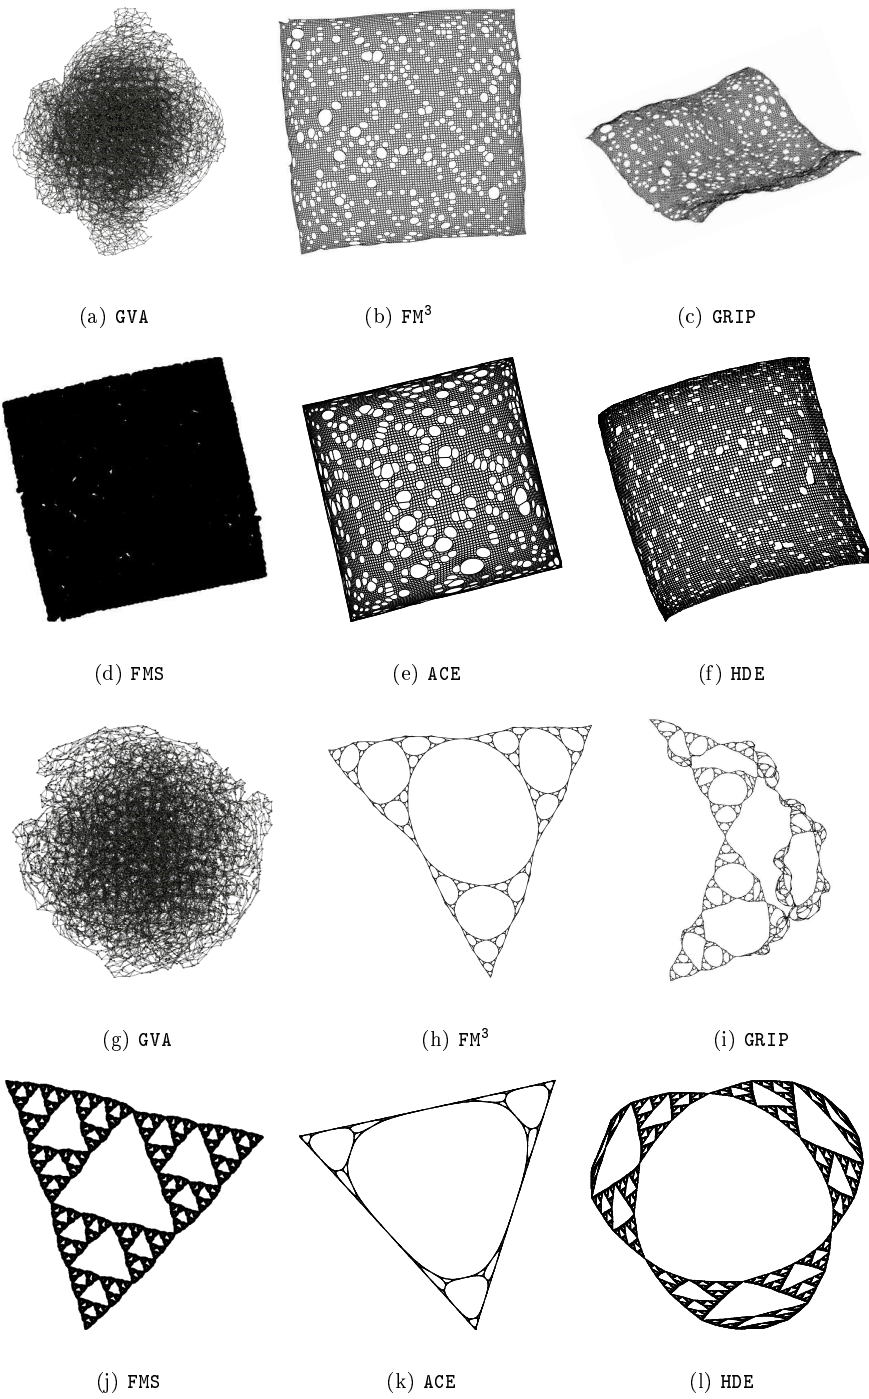 (a) GVA (b) FM³ (c) GRIP
(d) FMS (e) ACE (f) HDE
(g) GVA (h) FM³ (i) GRIP
(j) FMS (k) ACE (l) HDE